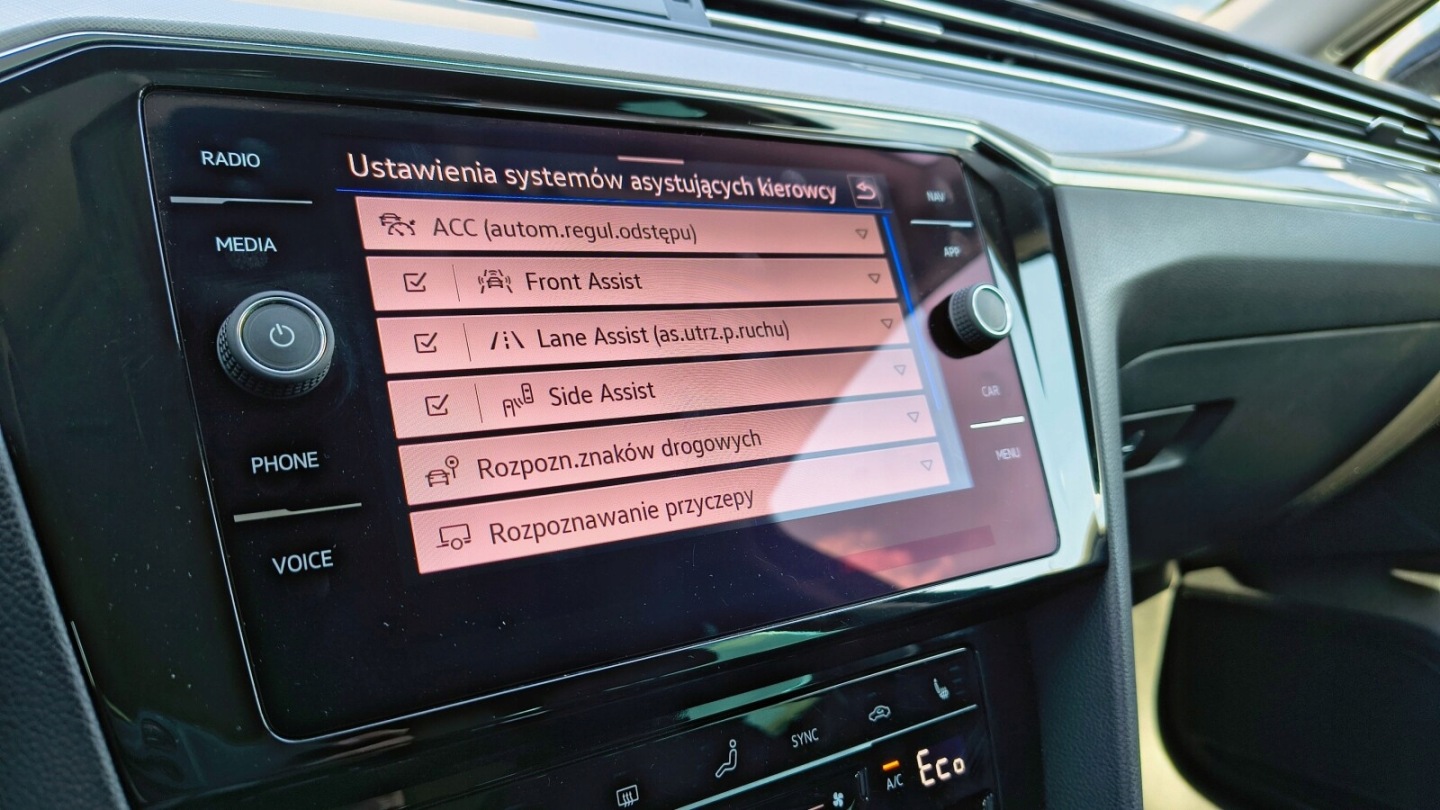 RADIO
MEDIA
PHONE
VOICE
Ustawienia systemów asystujących kierowcy
ACC (autom.regul.odstępu)
Front Assist
Lane Assist (as.utrz.p.ruchu)
Side Assist
Rozpozn.znaków drogowych
Rozpoznawanie przyczepy
NAV
APP
CAR
MENU
SYNC
A/C
Eco